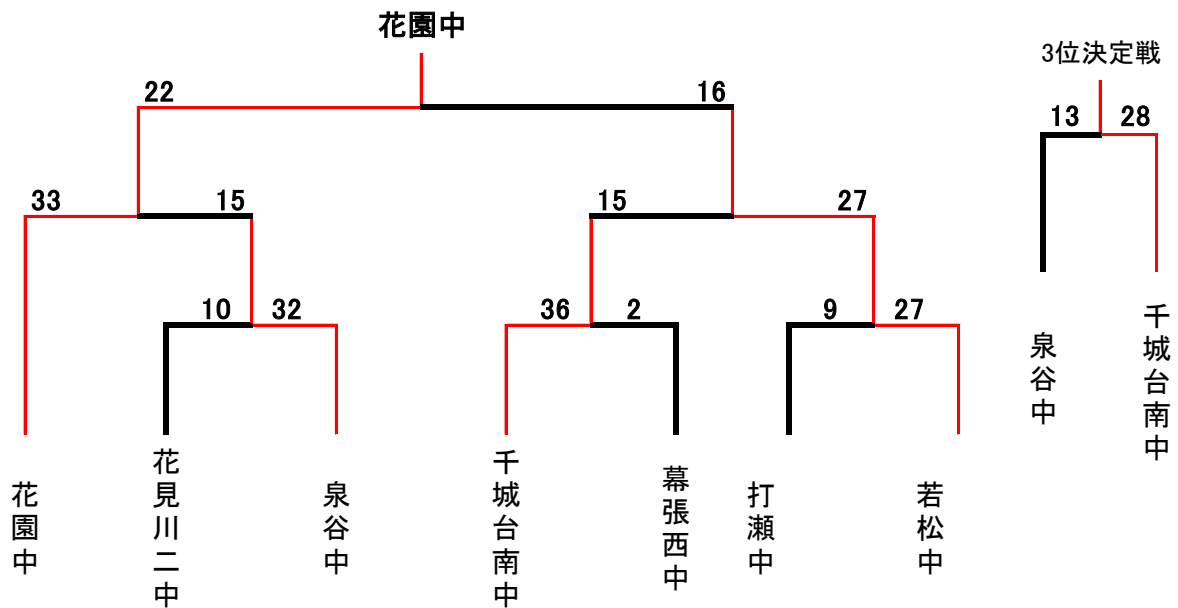 花園中
3位決定戦
22
16
13
28
33
15
15
27
10
32
36
2
9
27
花園中
花見川二中
泉谷中
千城台南中
幕張西中
打瀬中
若松中
泉谷中
千城台南中